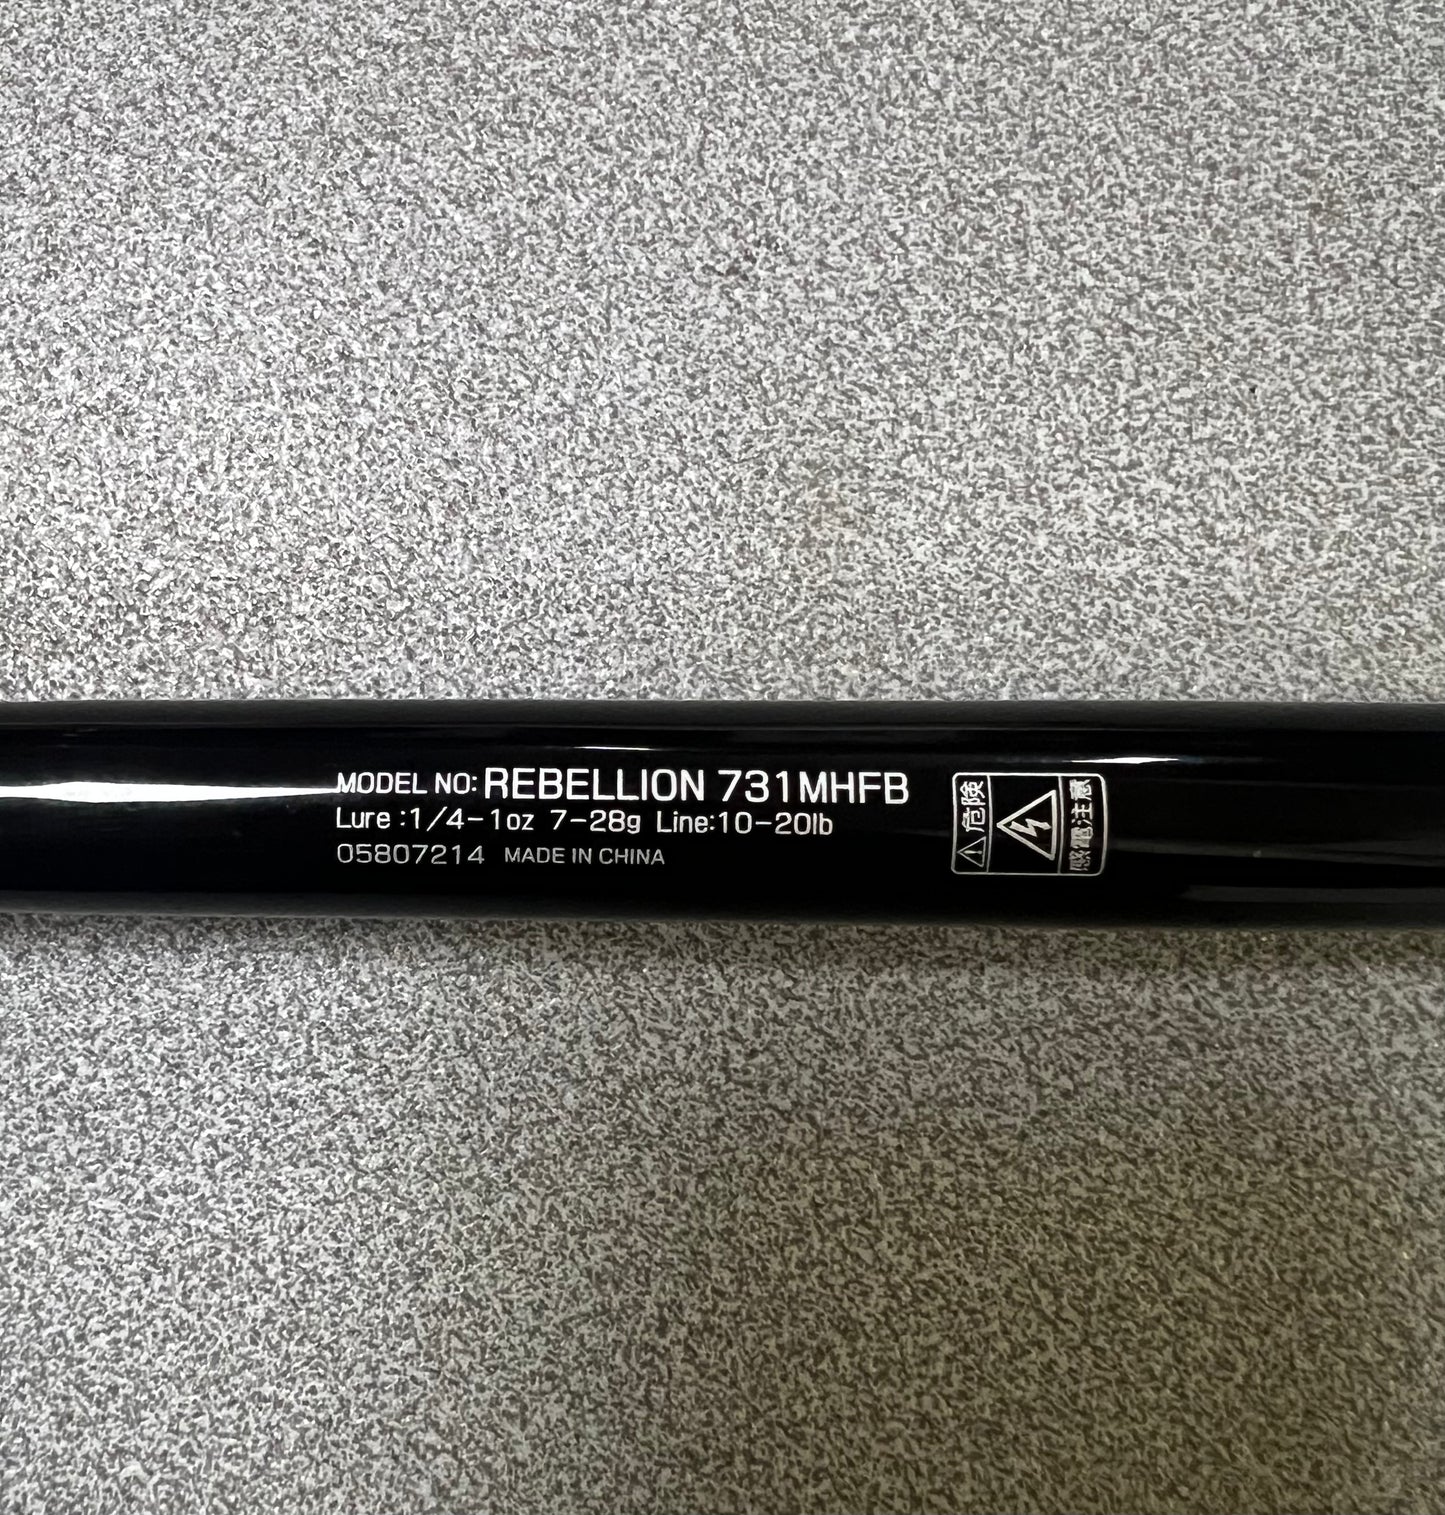 MODEL NO: REBELLION 731MHFB
Lure :1/4-1oz 7-28g Line:10-20lb
05807214 MADE IN CHINA
危険
感電注意